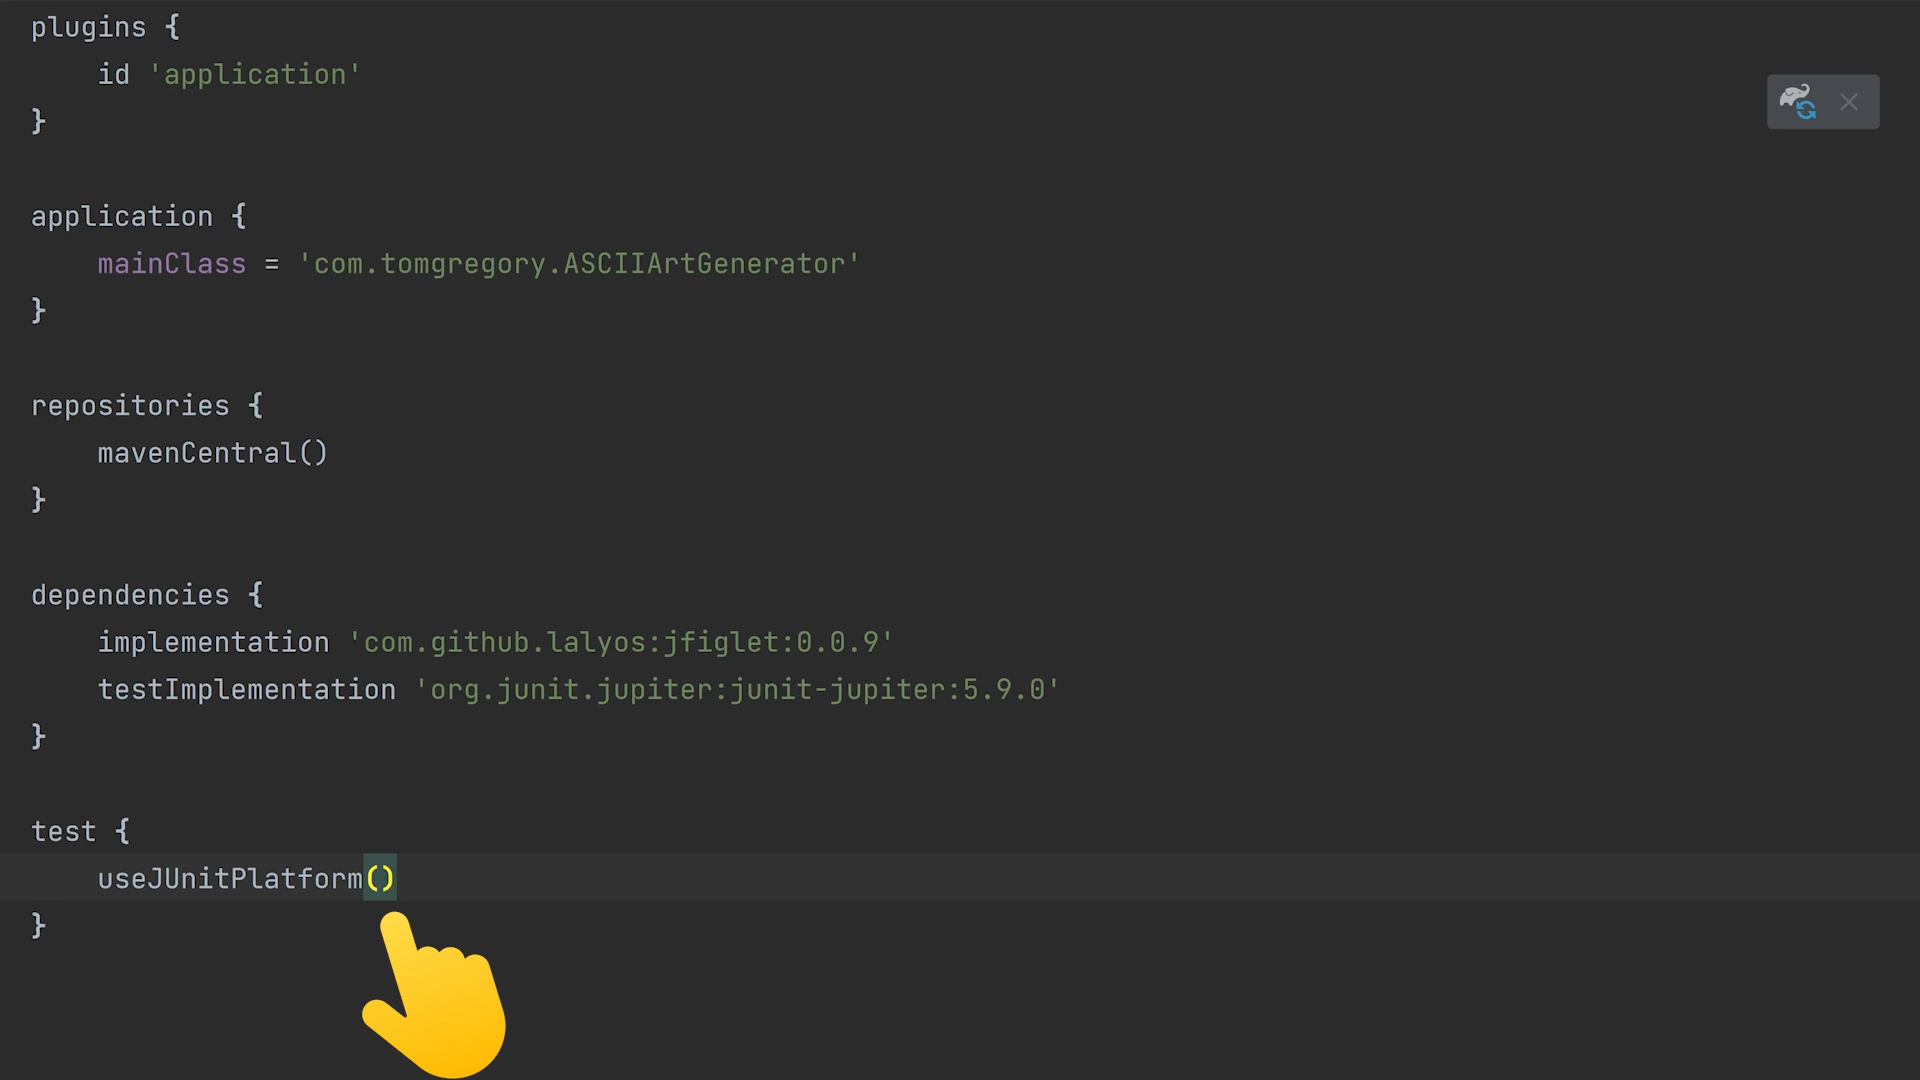 plugins {
    id 'application'
}
application {
    mainClass = 'com.tomgregory.ASCIIArtGenerator'
}
repositories {
    mavenCentral()
}
dependencies {
    implementation 'com.github.lalyos:jfiglet:0.0.9'
    testImplementation 'org.junit.jupiter:junit-jupiter:5.9.0'
}
test {
    useJUnitPlatform()
}